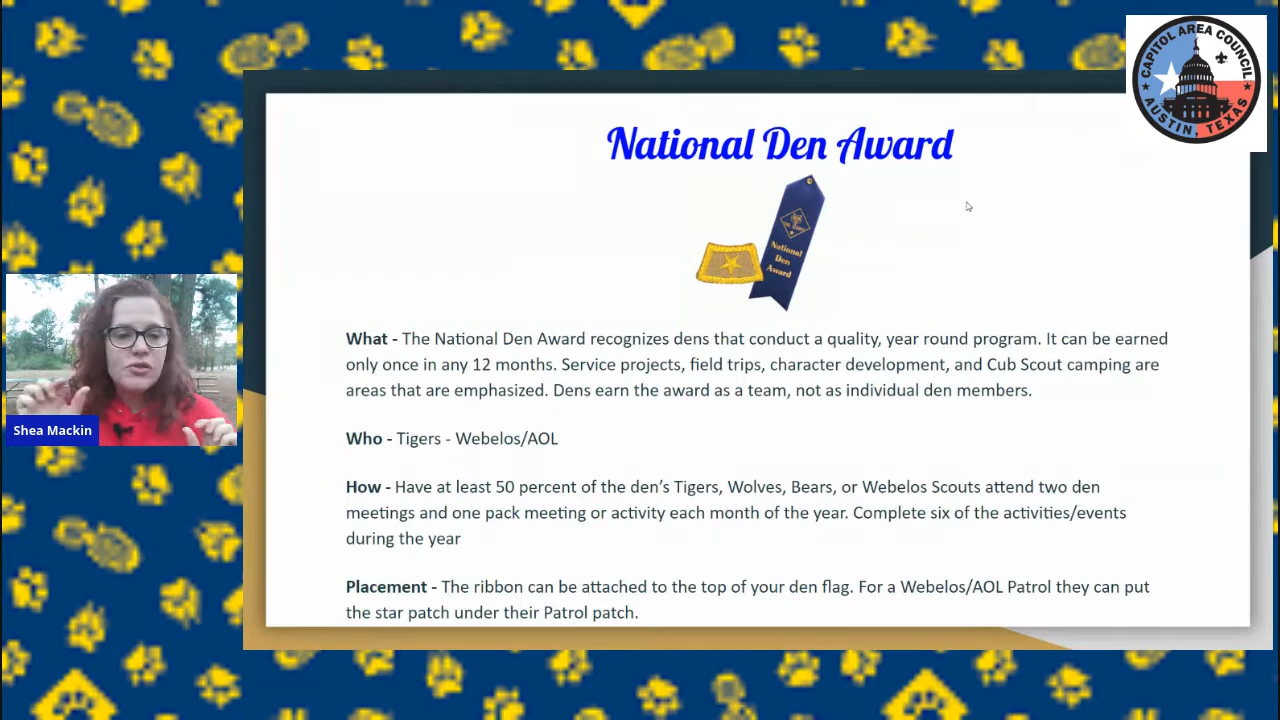 CAPITOL AREA COUNCIL
AUSTIN, TEXAS
National Den Award
National
Den
Award
What - The National Den Award recognizes dens that conduct a quality, year round program. It can be earned
only once in any 12 months. Service projects, field trips, character development, and Cub Scout camping are
areas that are emphasized. Dens earn the award as a team, not as individual den members.
Who - Tigers - Webelos/AOL
How - Have at least 50 percent of the den’s Tigers, Wolves, Bears, or Webelos Scouts attend two den
meetings and one pack meeting or activity each month of the year. Complete six of the activities/events
during the year
Placement - The ribbon can be attached to the top of your den flag. For a Webelos/AOL Patrol they can put
the star patch under their Patrol patch.
Shea Mackin